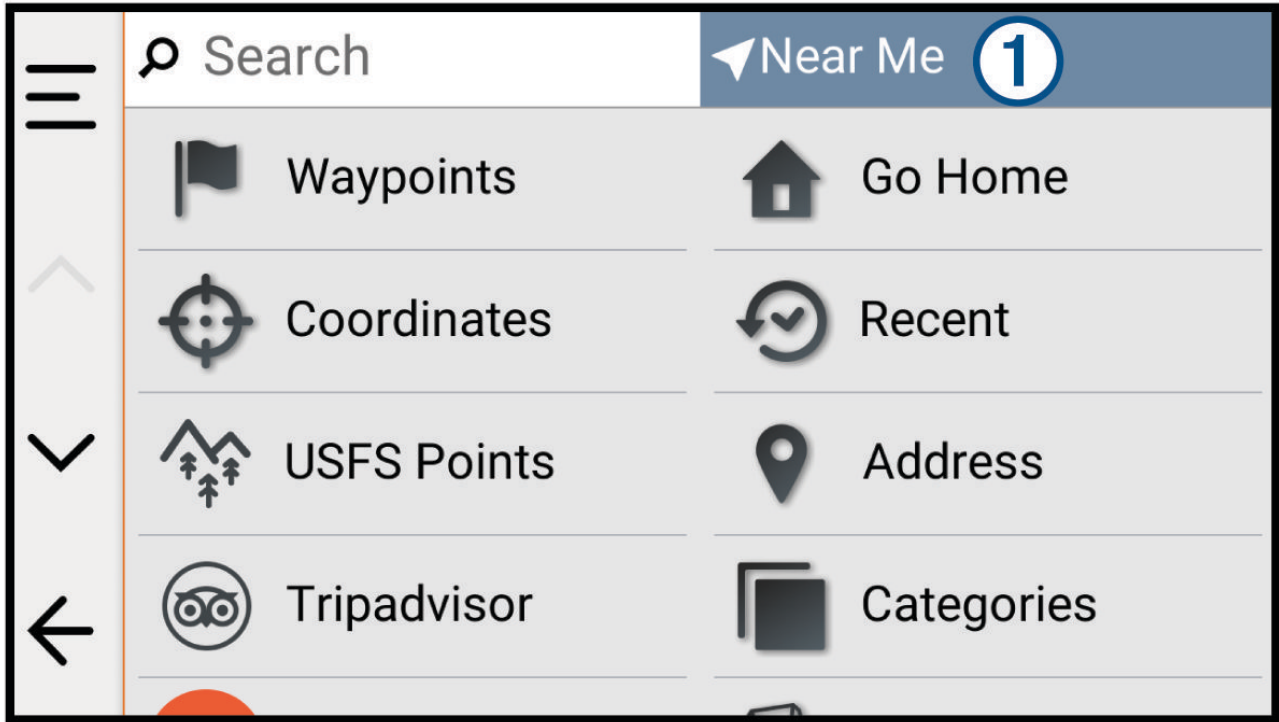 Search
Near Me 1
Waypoints
Go Home
Coordinates
Recent
USFS Points
Address
Tripadvisor
Categories